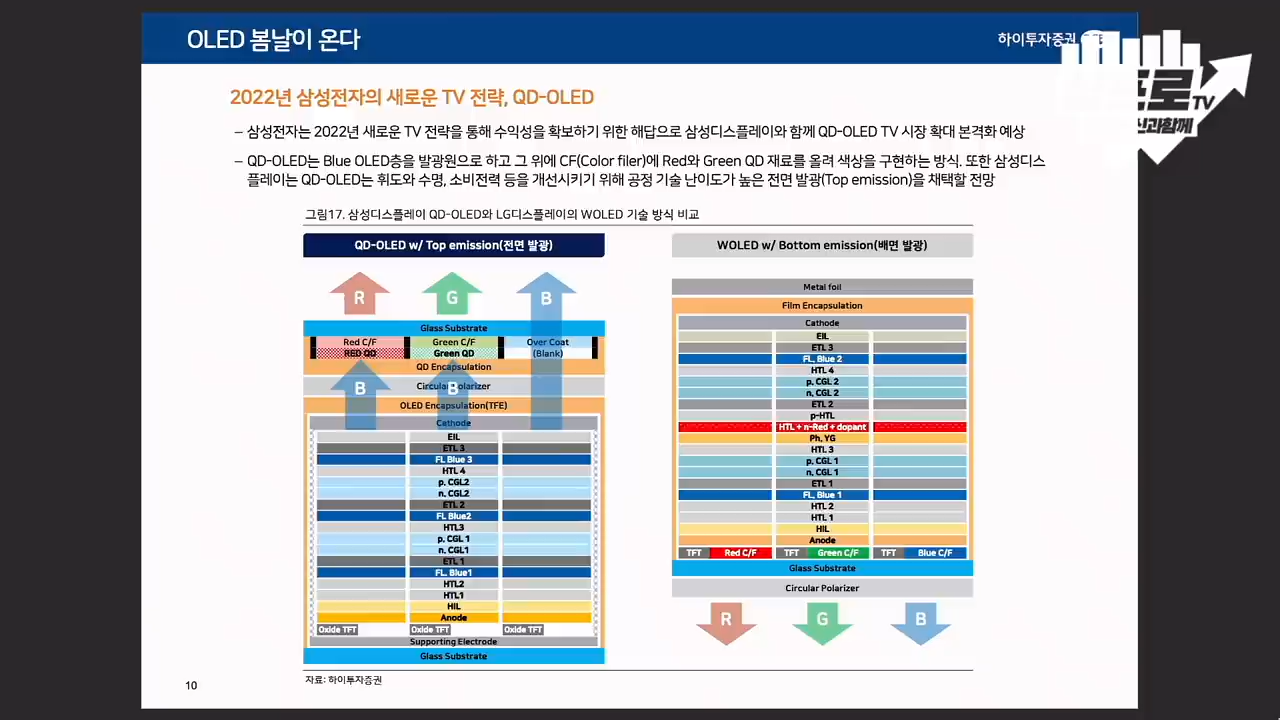 OLED 봄날이 온다
하이투자증권
TV
신과함께
2022년 삼성전자의 새로운 TV 전략, QD-OLED
– 삼성전자는 2022년 새로운 TV 전략을 통해 수익성을 확보하기 위한 해답으로 삼성디스플레이와 함께 QD-OLED TV 시장 확대 본격화 예상
– QD-OLED는 Blue OLED층을 발광원으로 하고 그 위에 CF(Color filer)에 Red와 Green QD 재료를 올려 색상을 구현하는 방식. 또한 삼성디스
플레이는 QD-OLED는 휘도와 수명, 소비전력 등을 개선시키기 위해 공정 기술 난이도가 높은 전면 발광(Top emission)을 채택할 전망
그림17. 삼성디스플레이 QD-OLED와 LG디스플레이의 WOLED 기술 방식 비교
QD-OLED w/ Top emission(전면 발광)
R G B
Glass Substrate
Red C/F Green C/F Over Coat
RED QD Green QD (Blank)
QD Encapsulation
Circular Polarizer
B B
OLED Encapsulation(TFE)
Cathode
EIL
ETL 3
FL Blue 3
HTL 4
p. CGL2
n. CGL2
ETL 2
FL Blue2
HTL3
p. CGL 1
n. CGL1
ETL 1
FL. Blue1
HTL2
HTL1
HIL
Anode
Oxide TFT Oxide TFT Oxide TFT
Supporting Electrode
Glass Substrate
WOLED w/ Bottom emission(배면 발광)
Metal foil
Film Encapsulation
Cathode
EIL
ETL 3
FL, Blue 2
HTL 4
p, CGL 2
n, CGL 2
ETL 2
p-HTL
HTL + n-Red + dopant
Ph, YG
HTL 3
p, CGL 1
n, CGL 1
ETL 1
FL, Blue 1
HTL 2
HTL 1
HIL
Anode
TFT Red C/F TFT Green C/F TFT Blue C/F
Glass Substrate
Circular Polarizer
R G B
자료: 하이투자증권
10